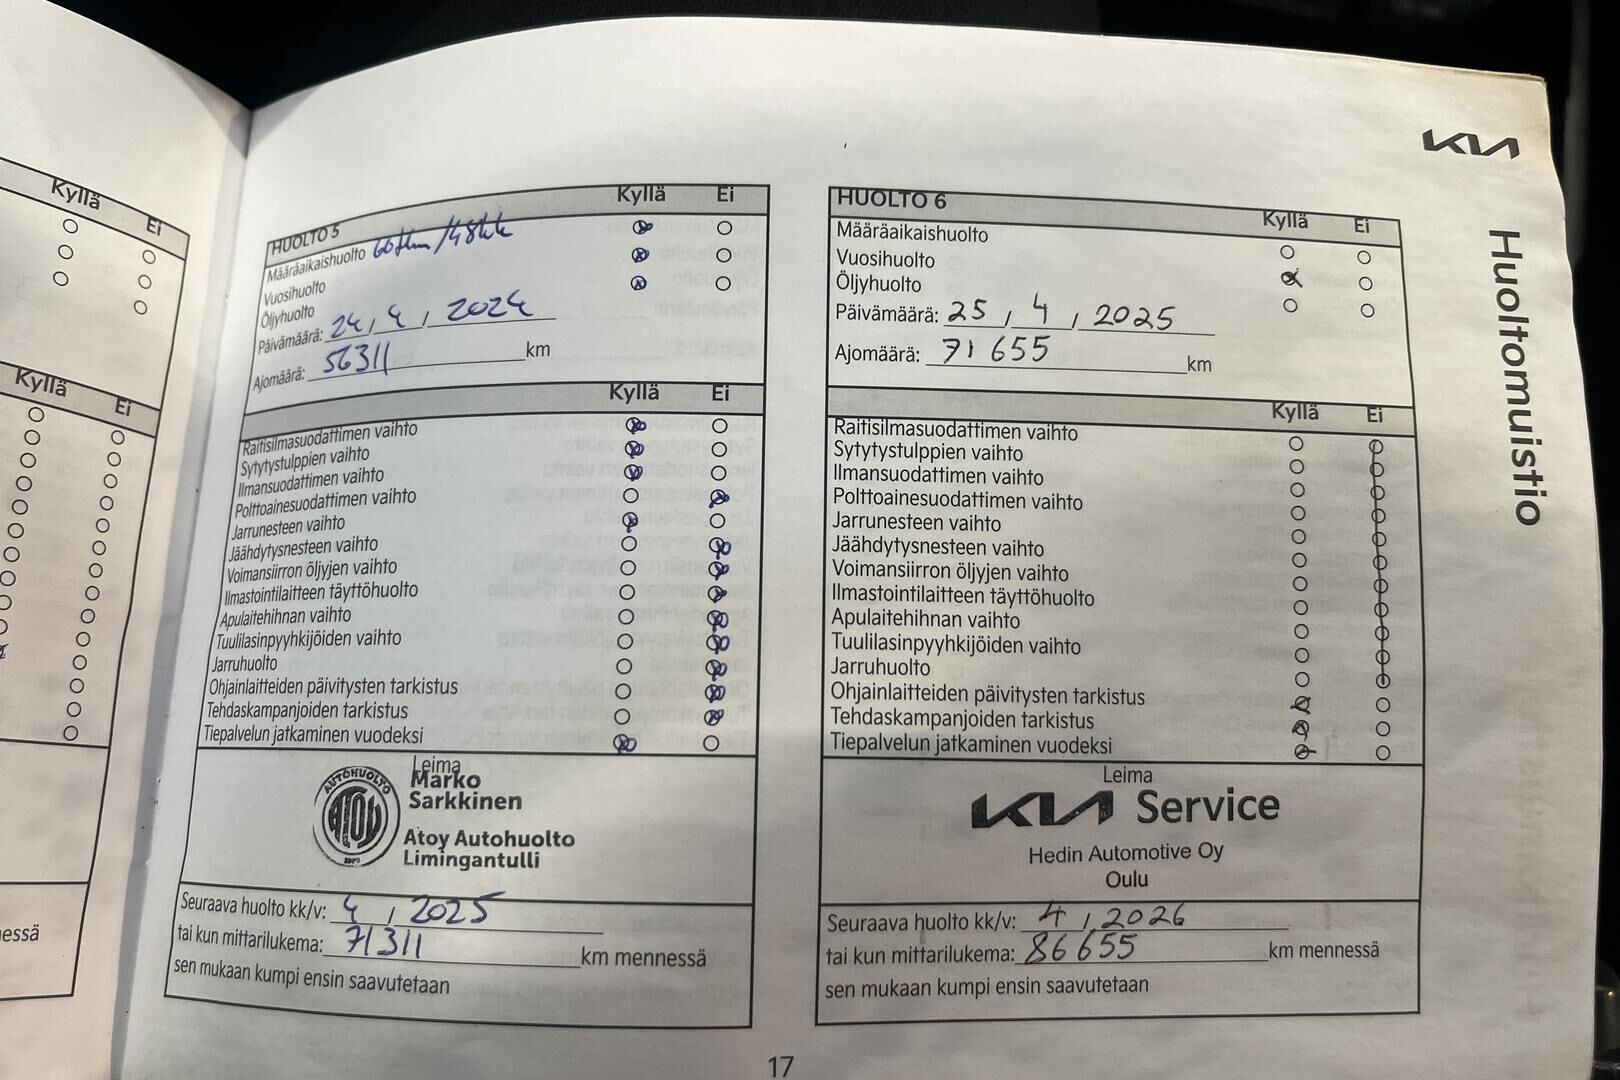 Kyllä Ei
Kyllä Ei
essä
HUOLTO 5 Kyllä Ei
Määräaikaishuolto 60tkm/48kk
Vuosihuolto
Öljyhuolto
Päivämäärä: 24, 4, 2024
Ajomäärä: 56311 km
Kyllä Ei
Raitisilmasuodattimen vaihto
Sytytystulppien vaihto
Ilmansuodattimen vaihto
Polttoainesuodattimen vaihto
Jarrunesteen vaihto
Jäähdytysnesteen vaihto
Voimansiirron öljyjen vaihto
Ilmastointilaitteen täyttöhuolto
Apulaitehihnan vaihto
Tuulilasinpyyhkijöiden vaihto
Jarruhuolto
Ohjainlaitteiden päivitysten tarkistus
Tehdaskampanjoiden tarkistus
Tiepalvelun jatkaminen vuodeksi
Leima
AUTOHUOLTO
ATOY
Marko
Sarkkinen
Atoy Autohuolto
Limingantulli
Seuraava huolto kk/v: 4 / 2025
tai kun mittarilukema: 71311 km mennessä
sen mukaan kumpi ensin saavutetaan
HUOLTO 6 Kyllä Ei
Määräaikaishuolto
Vuosihuolto
Öljyhuolto
Päivämäärä: 25 , 4 , 2025
Ajomäärä: 71 655 km
Kyllä Ei
Raitisilmasuodattimen vaihto
Sytytystulppien vaihto
Ilmansuodattimen vaihto
Polttoainesuodattimen vaihto
Jarrunesteen vaihto
Jäähdytysnesteen vaihto
Voimansiirron öljyjen vaihto
Ilmastointilaitteen täyttöhuolto
Apulaitehihnan vaihto
Tuulilasinpyyhkijöiden vaihto
Jarruhuolto
Ohjainlaitteiden päivitysten tarkistus
Tehdaskampanjoiden tarkistus
Tiepalvelun jatkaminen vuodeksi
Leima
KIA Service
Hedin Automotive Oy
Oulu
Seuraava huolto kk/v: 4 , 2026
tai kun mittarilukema: 86655 km mennessä
sen mukaan kumpi ensin saavutetaan
KIA
Huoltomuistio
17